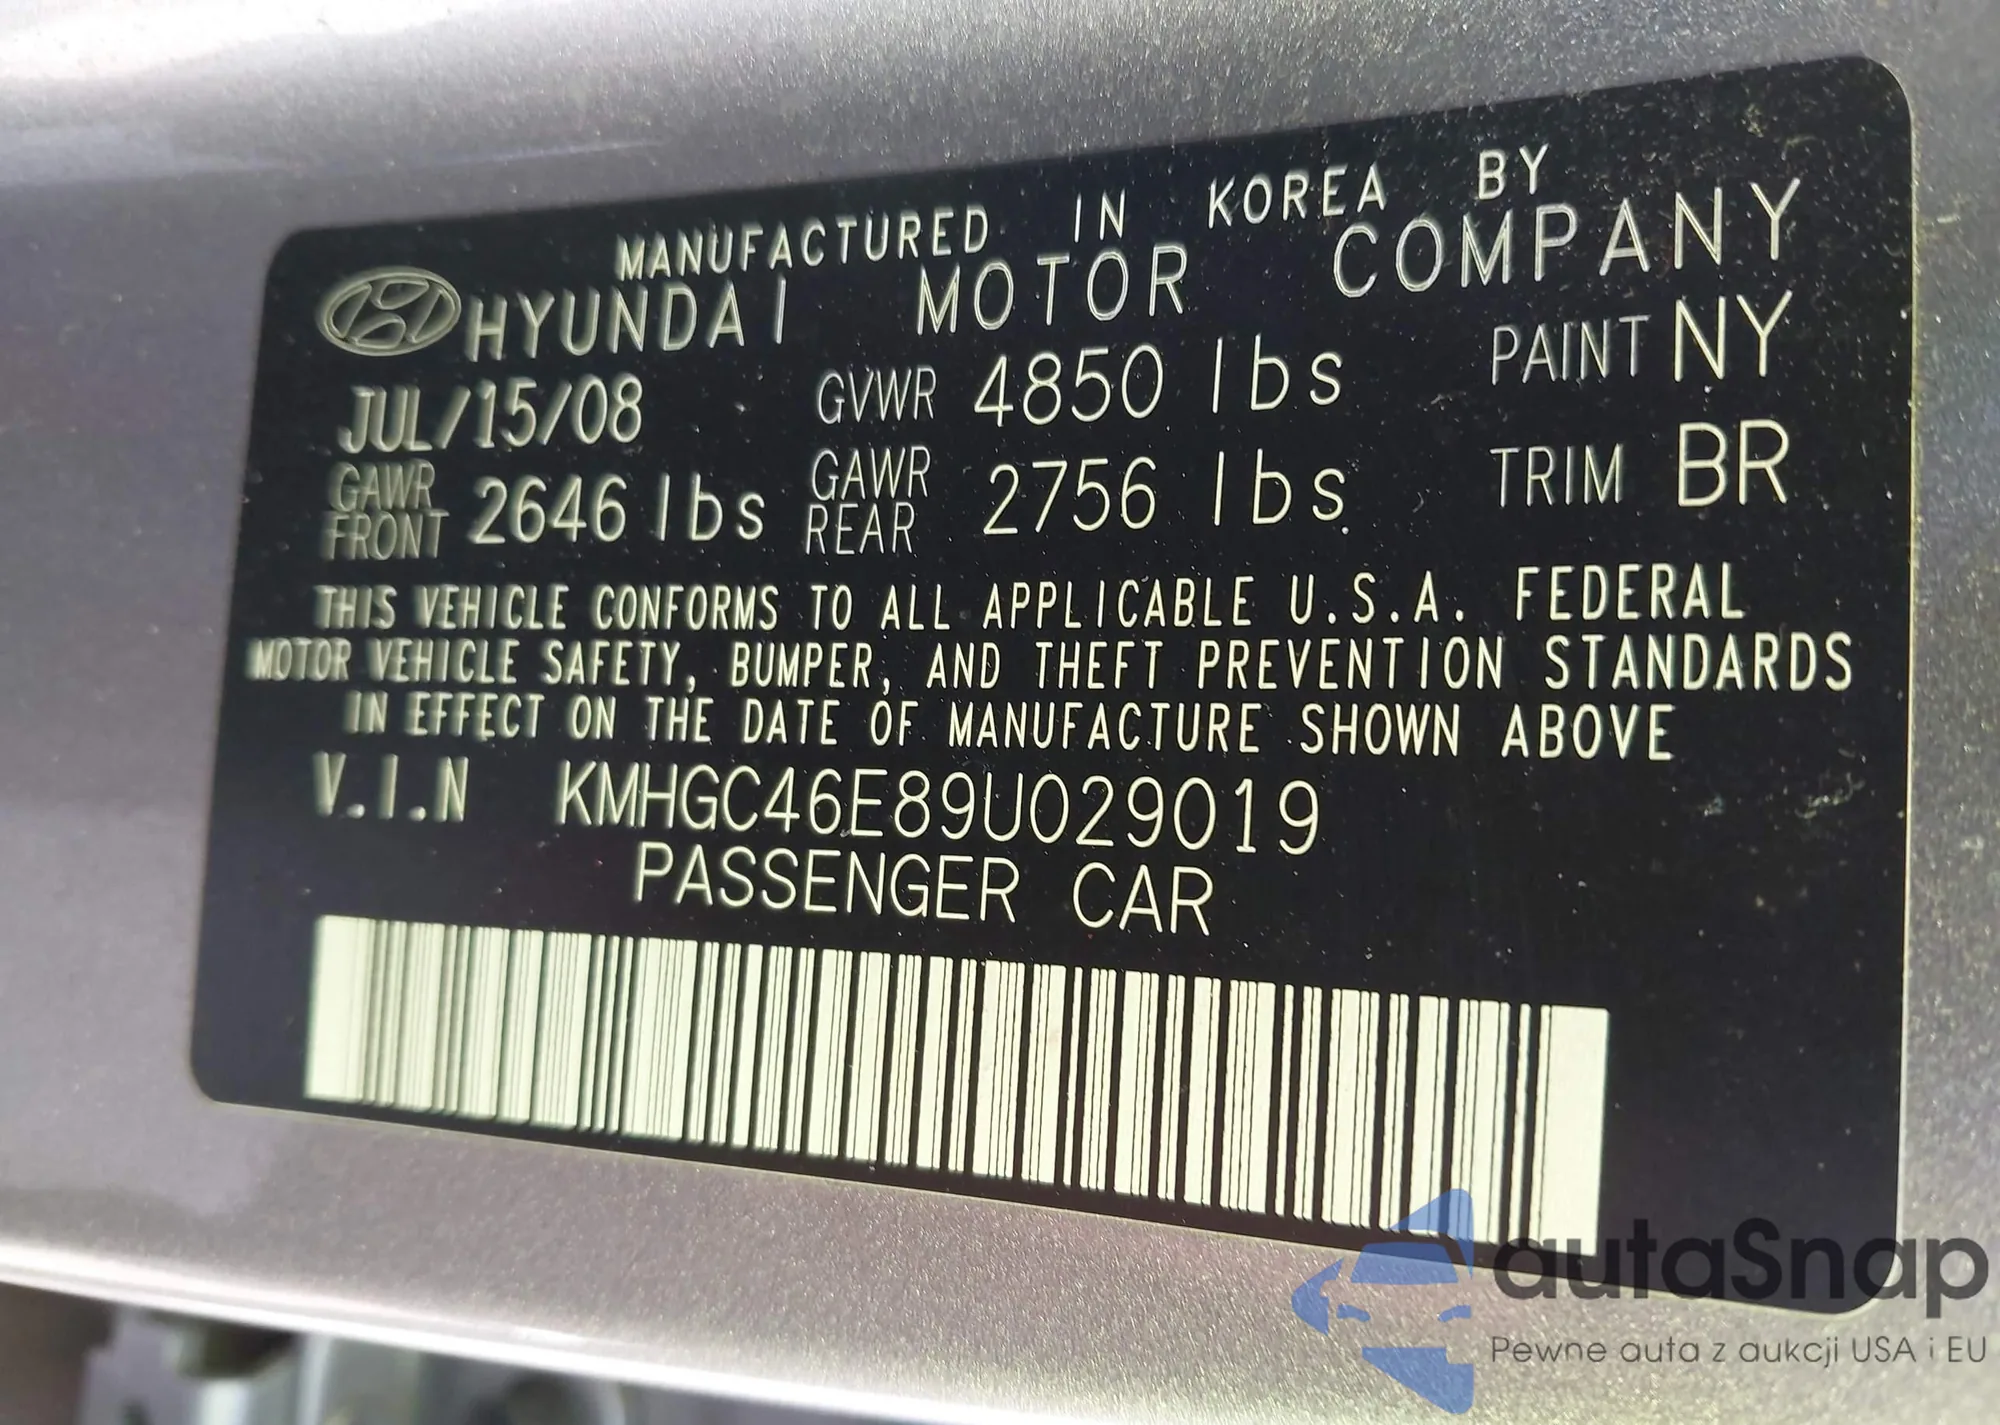 MANUFACTURED IN KOREA BY
HYUNDAI MOTOR COMPANY
JUL/15/08 GVWR 4850 lbs PAINT NY
GAWR FRONT 2646 lbs GAWR REAR 2756 lbs TRIM BR
THIS VEHICLE CONFORMS TO ALL APPLICABLE U.S.A. FEDERAL
MOTOR VEHICLE SAFETY, BUMPER, AND THEFT PREVENTION STANDARDS
IN EFFECT ON THE DATE OF MANUFACTURE SHOWN ABOVE
V.I.N KMHGC46E89U029019
PASSENGER CAR
autaSnap
Pewne auta z aukcji USA i EU